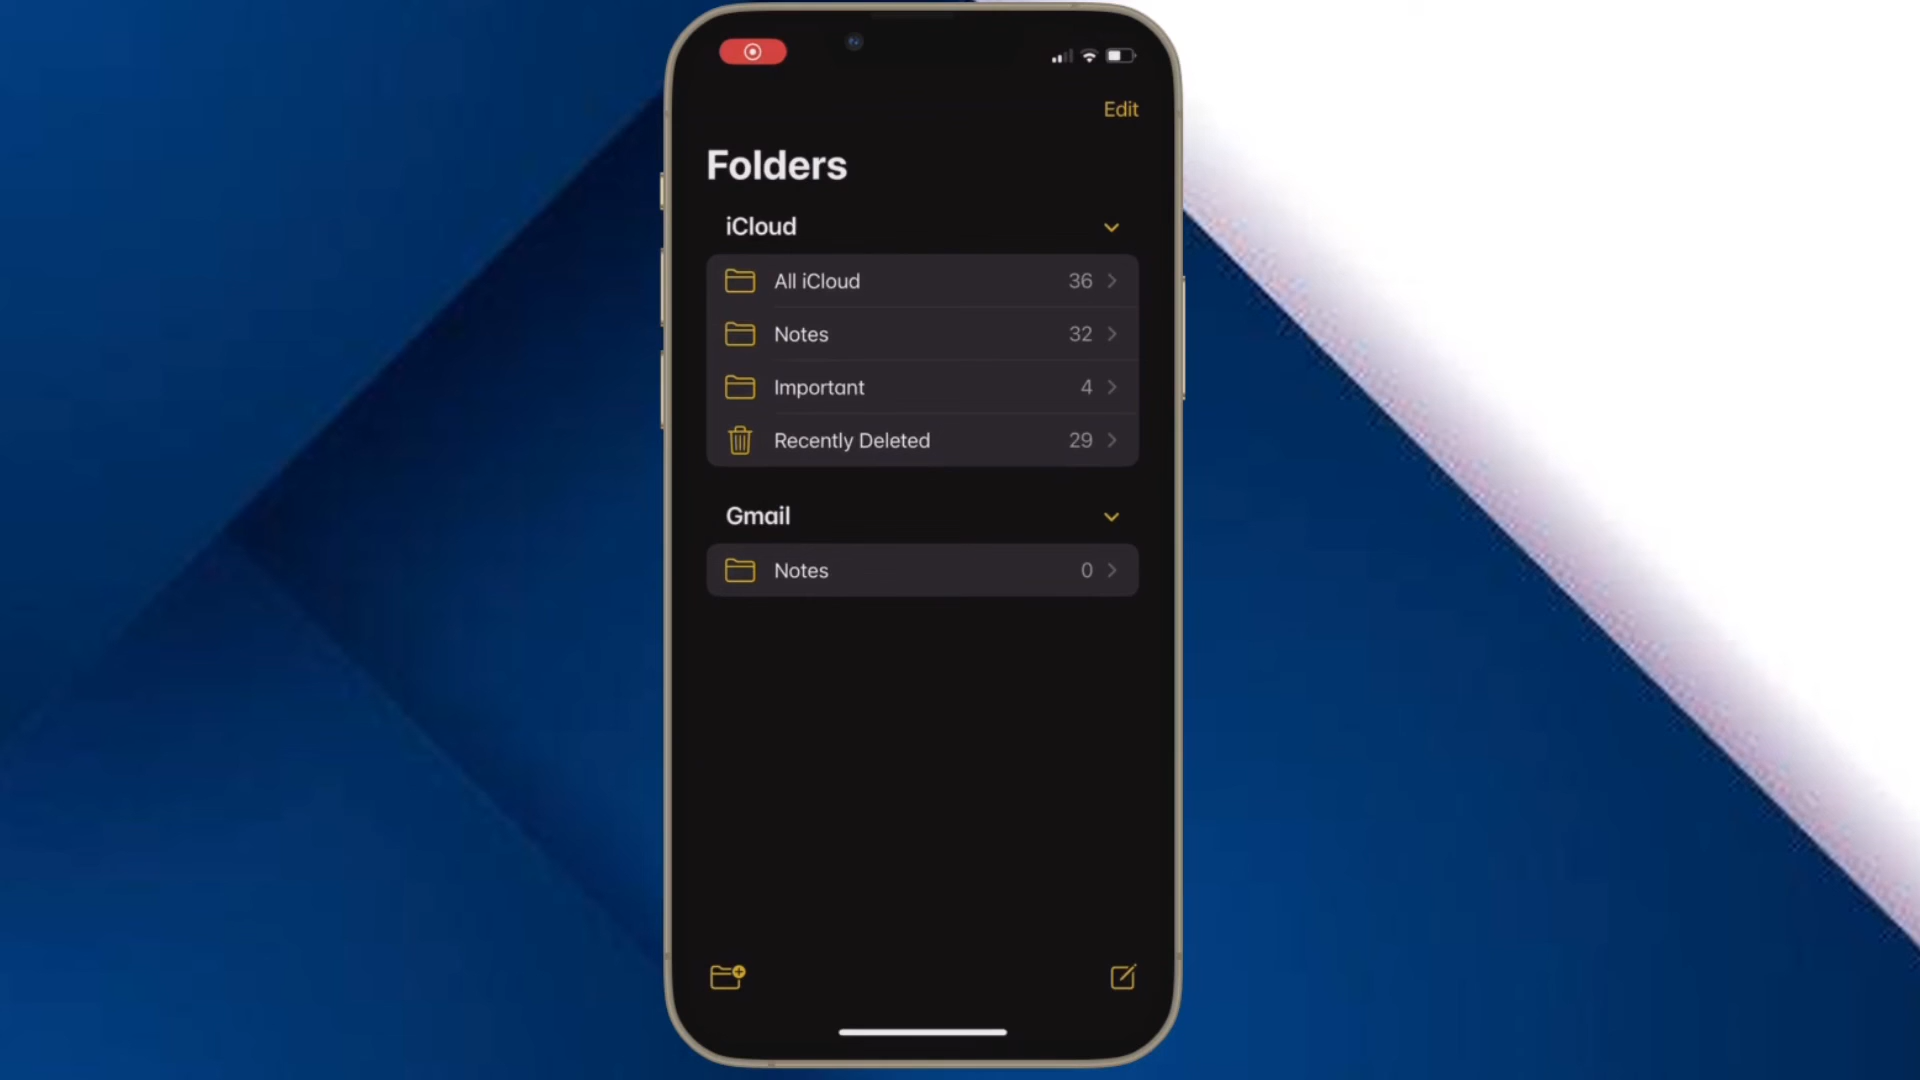 Edit
Folders
iCloud
All iCloud 36
Notes 32
Important 4
Recently Deleted 29
Gmail
Notes 0